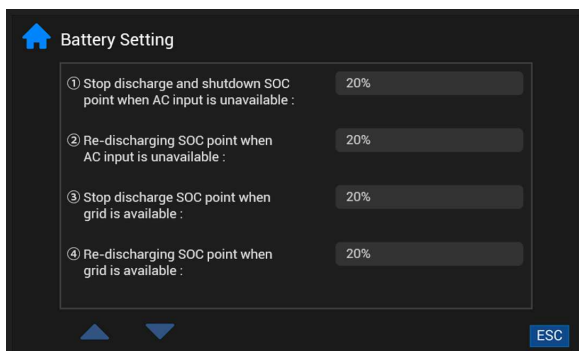 Battery Setting
① Stop discharge and shutdown SOC 20%
point when AC input is unavailable :
② Re-discharging SOC point when 20%
AC input is unavailable :
③ Stop discharge SOC point when 20%
grid is available :
④ Re-discharging SOC point when 20%
grid is available :
ESC